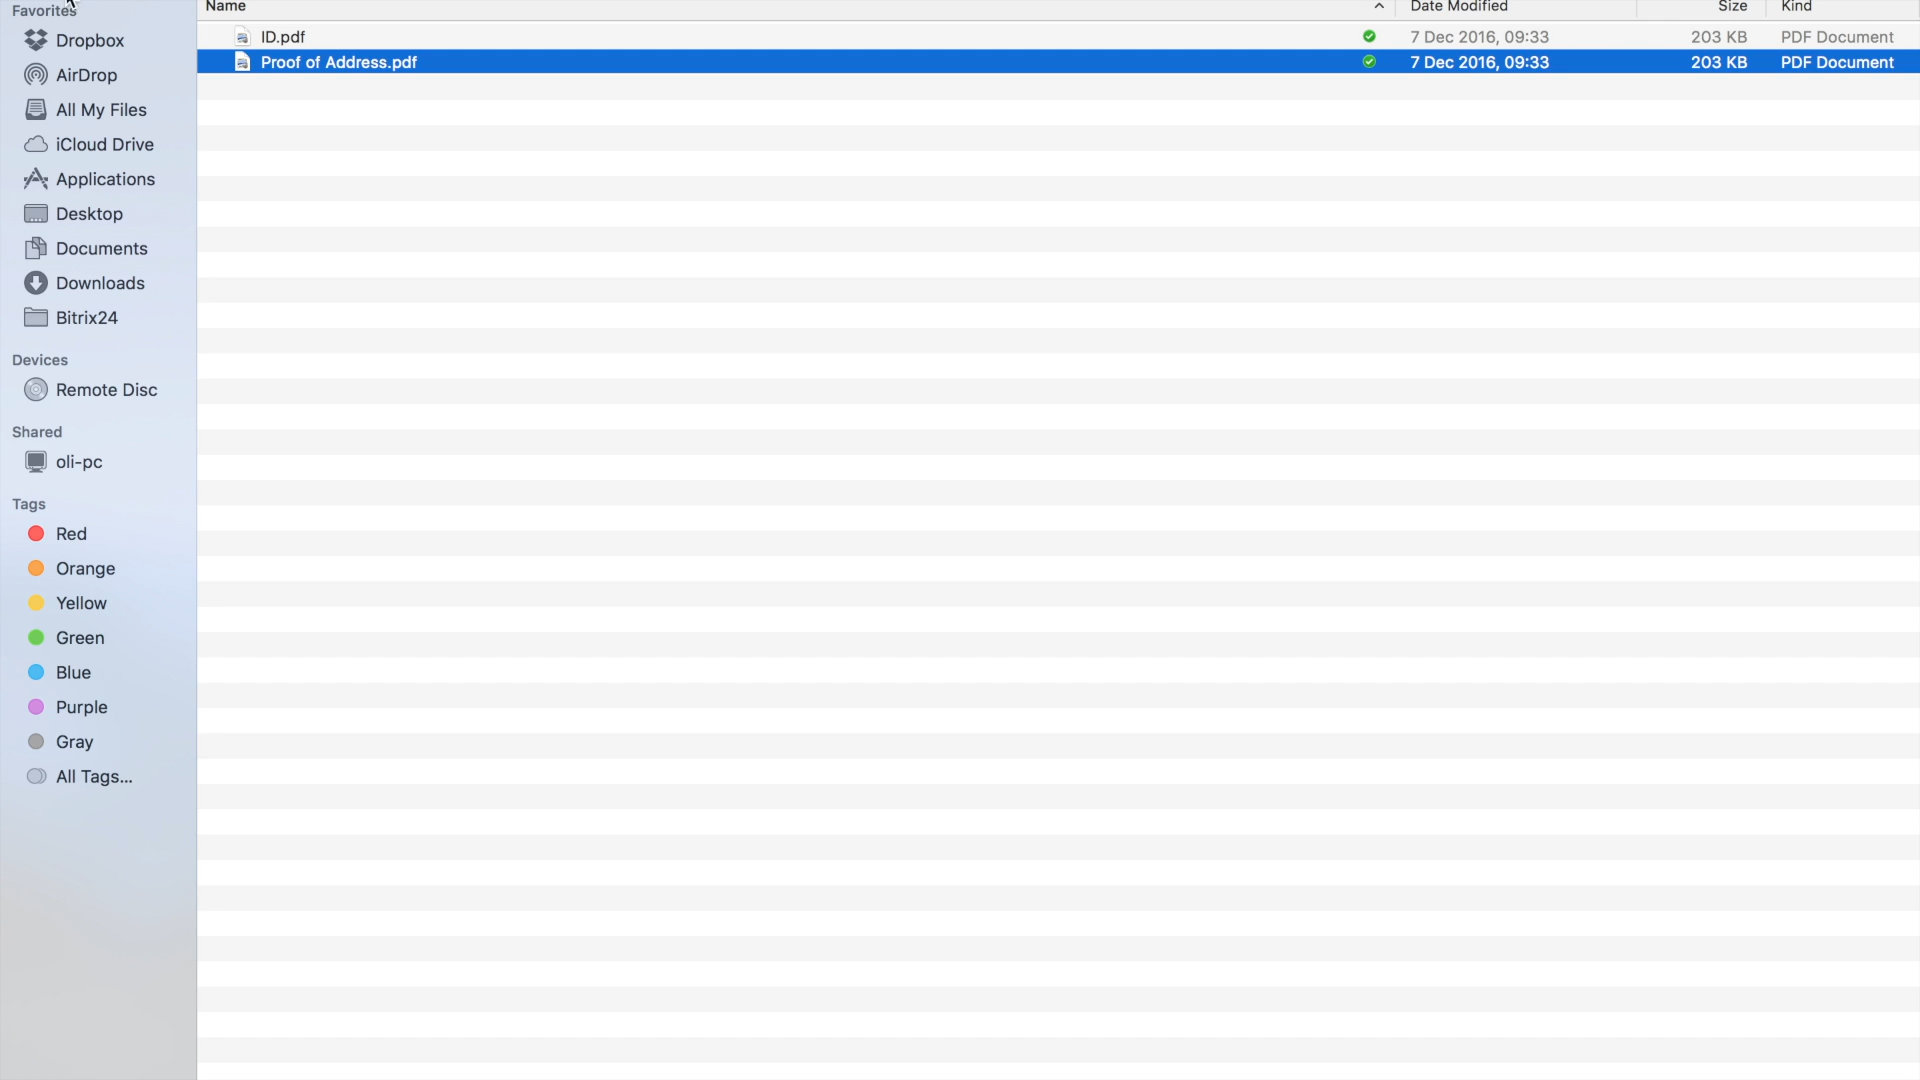 Favorites
Dropbox
AirDrop
All My Files
iCloud Drive
Applications
Desktop
Documents
Downloads
Bitrix24
Devices
Remote Disc
Shared
oli-pc
Tags
Red
Orange
Yellow
Green
Blue
Purple
Gray
All Tags...
Name Date Modified Size Kind
ID.pdf 7 Dec 2016, 09:33 203 KB PDF Document
Proof of Address.pdf 7 Dec 2016, 09:33 203 KB PDF Document